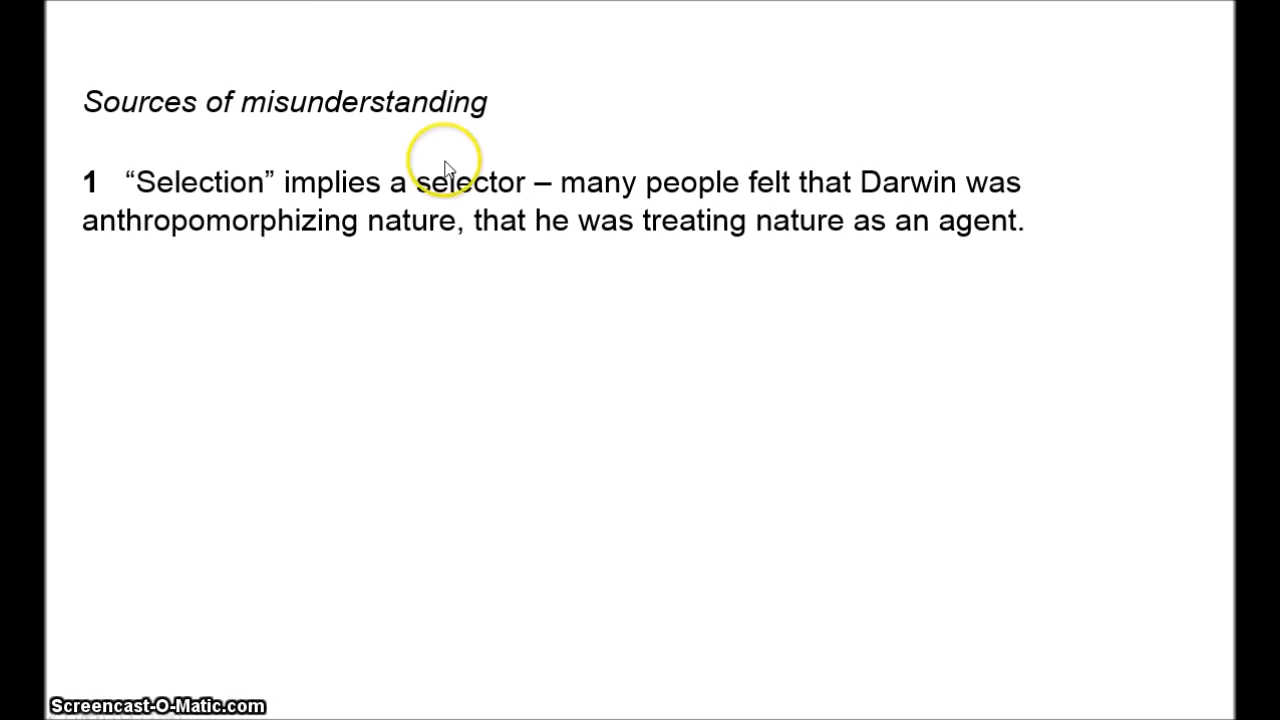 Sources of misunderstanding
1 “Selection” implies a selector – many people felt that Darwin was
anthropomorphizing nature, that he was treating nature as an agent.
Screencast-O-Matic.com